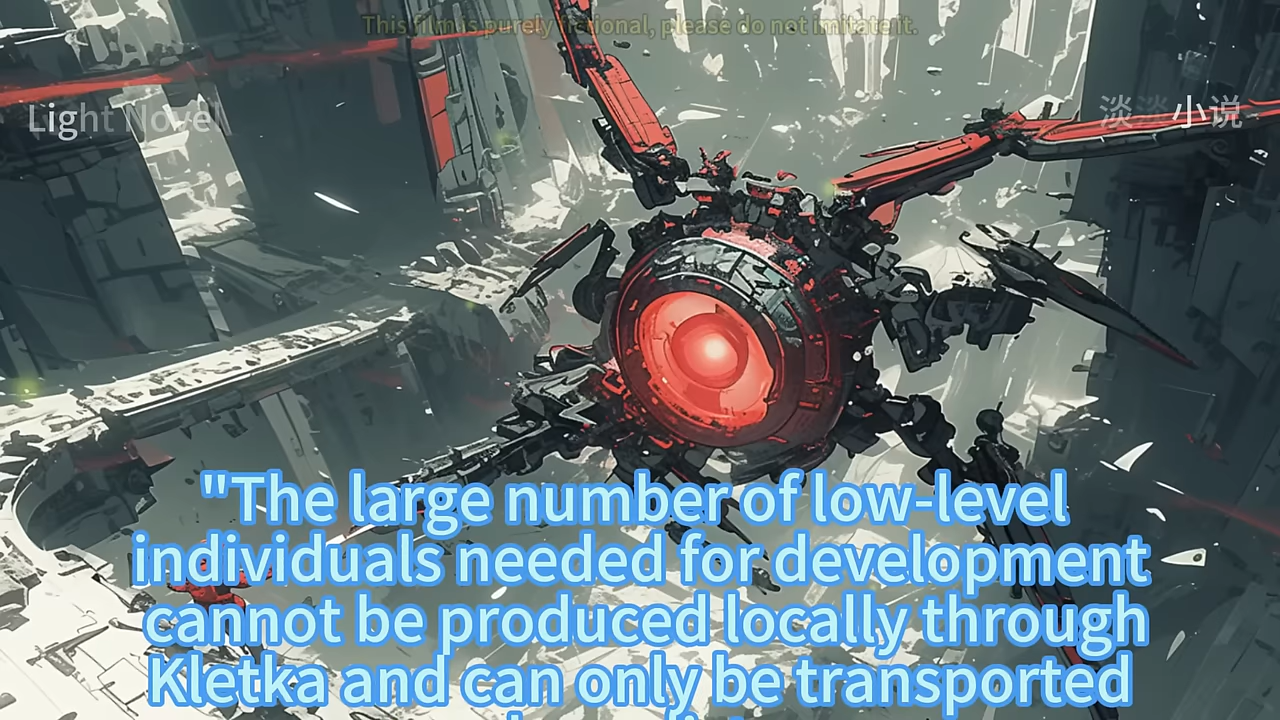 This film is purely fictional, please do not imitate it.
Light Novel
淡淡小说
"The large number of low-level
individuals needed for development
cannot be produced locally through
Kletka and can only be transported